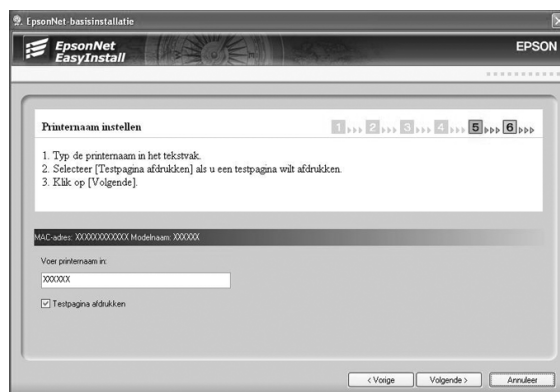 EpsonNet-basisinstallatie
EpsonNet
EasyInstall
EPSON
Printernaam instellen
1 2 3 4 5 6
1. Typ de printernaam in het tekstvak.
2. Selecteer [Testpagina afdrukken] als u een testpagina wilt afdrukken.
3. Klik op [Volgende].
MAC-adres: XXXXXXXXXXXX Modelnaam: XXXXXX
Voer printernaam in:
XXXXXX
Testpagina afdrukken
< Vorige
Volgende >
Annuleer